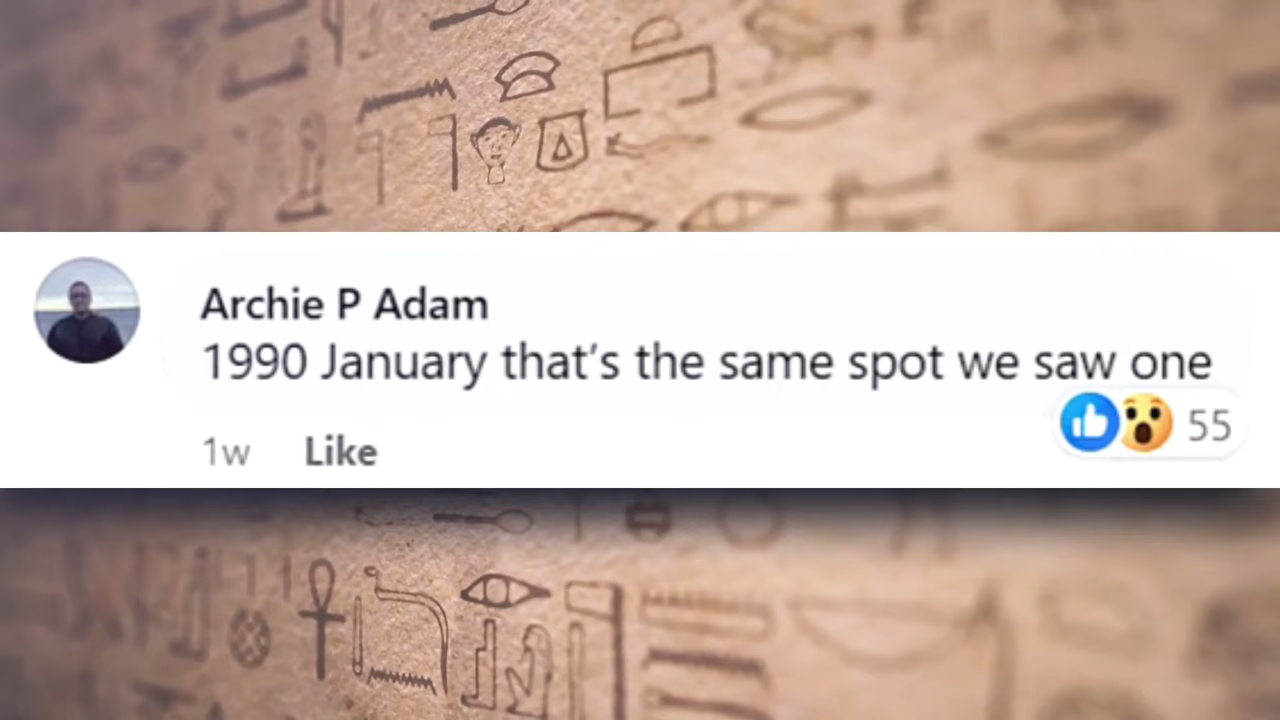 Archie P Adam
1990 January that’s the same spot we saw one
55
1w Like